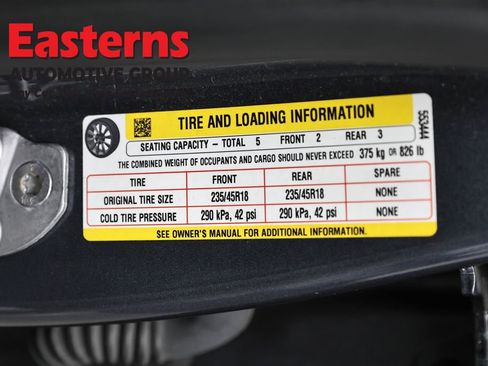 Easterns
AUTOMOTIVE GROUP
TIRE AND LOADING INFORMATION
SEATING CAPACITY - TOTAL 5 FRONT 2 REAR 3
THE COMBINED WEIGHT OF OCCUPANTS AND CARGO SHOULD NEVER EXCEED 375 kg OR 826 lb
TIRE FRONT REAR SPARE
ORIGINAL TIRE SIZE 235/45R18 235/45R18 NONE
COLD TIRE PRESSURE 290 kPa, 42 psi 290 kPa, 42 psi NONE
SEE OWNER'S MANUAL FOR ADDITIONAL INFORMATION.